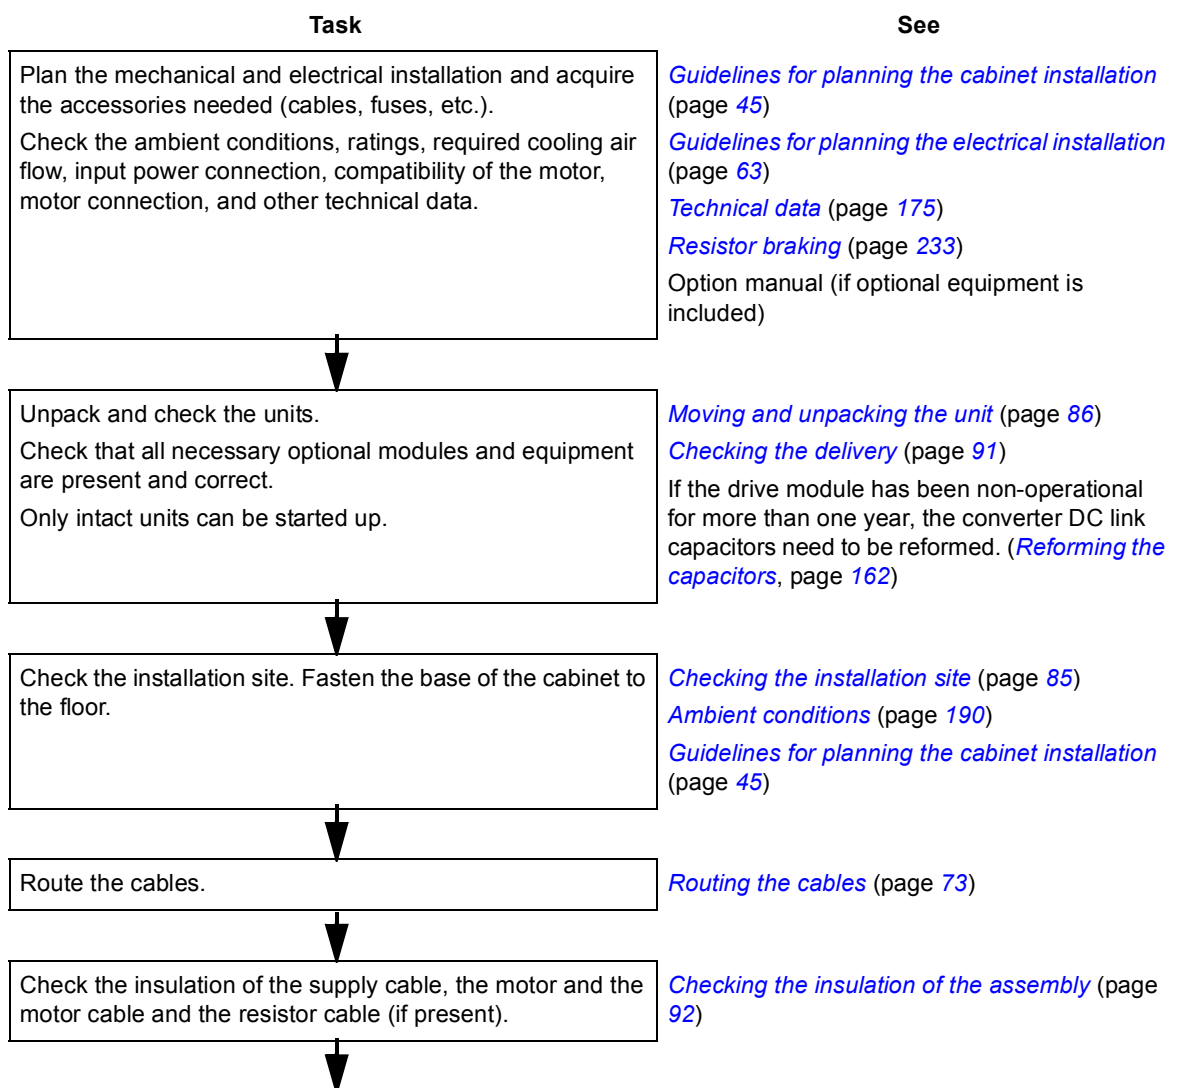 Task
See
Plan the mechanical and electrical installation and acquire
the accessories needed (cables, fuses, etc.).
Check the ambient conditions, ratings, required cooling air
flow, input power connection, compatibility of the motor,
motor connection, and other technical data.
Guidelines for planning the cabinet installation
(page 45)
Guidelines for planning the electrical installation
(page 63)
Technical data (page 175)
Resistor braking (page 233)
Option manual (if optional equipment is
included)
Unpack and check the units.
Check that all necessary optional modules and equipment
are present and correct.
Only intact units can be started up.
Moving and unpacking the unit (page 86)
Checking the delivery (page 91)
If the drive module has been non-operational
for more than one year, the converter DC link
capacitors need to be reformed. (Reforming the
capacitors, page 162)
Check the installation site. Fasten the base of the cabinet to
the floor.
Checking the installation site (page 85)
Ambient conditions (page 190)
Guidelines for planning the cabinet installation
(page 45)
Route the cables.
Routing the cables (page 73)
Check the insulation of the supply cable, the motor and the
motor cable and the resistor cable (if present).
Checking the insulation of the assembly (page
92)